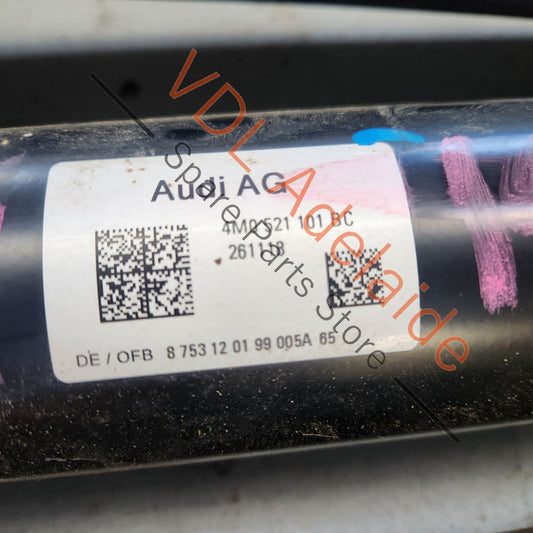 Audi AG
4M0 521 101 BC
261118
DE / OFB 8 753 12 01 99 005A 65
VDL Adelaide
Spare Parts Store